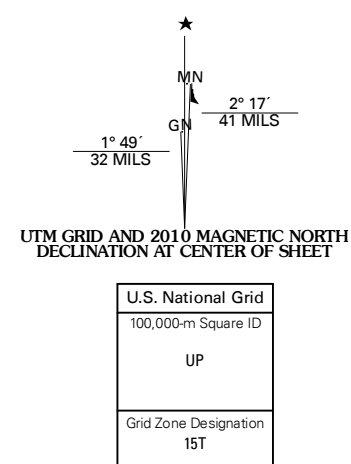 ★
MN
GN
2° 17´
41 MILS
1° 49´
32 MILS
UTM GRID AND 2010 MAGNETIC NORTH
DECLINATION AT CENTER OF SHEET
U.S. National Grid
100,000-m Square ID
UP
Grid Zone Designation
15T